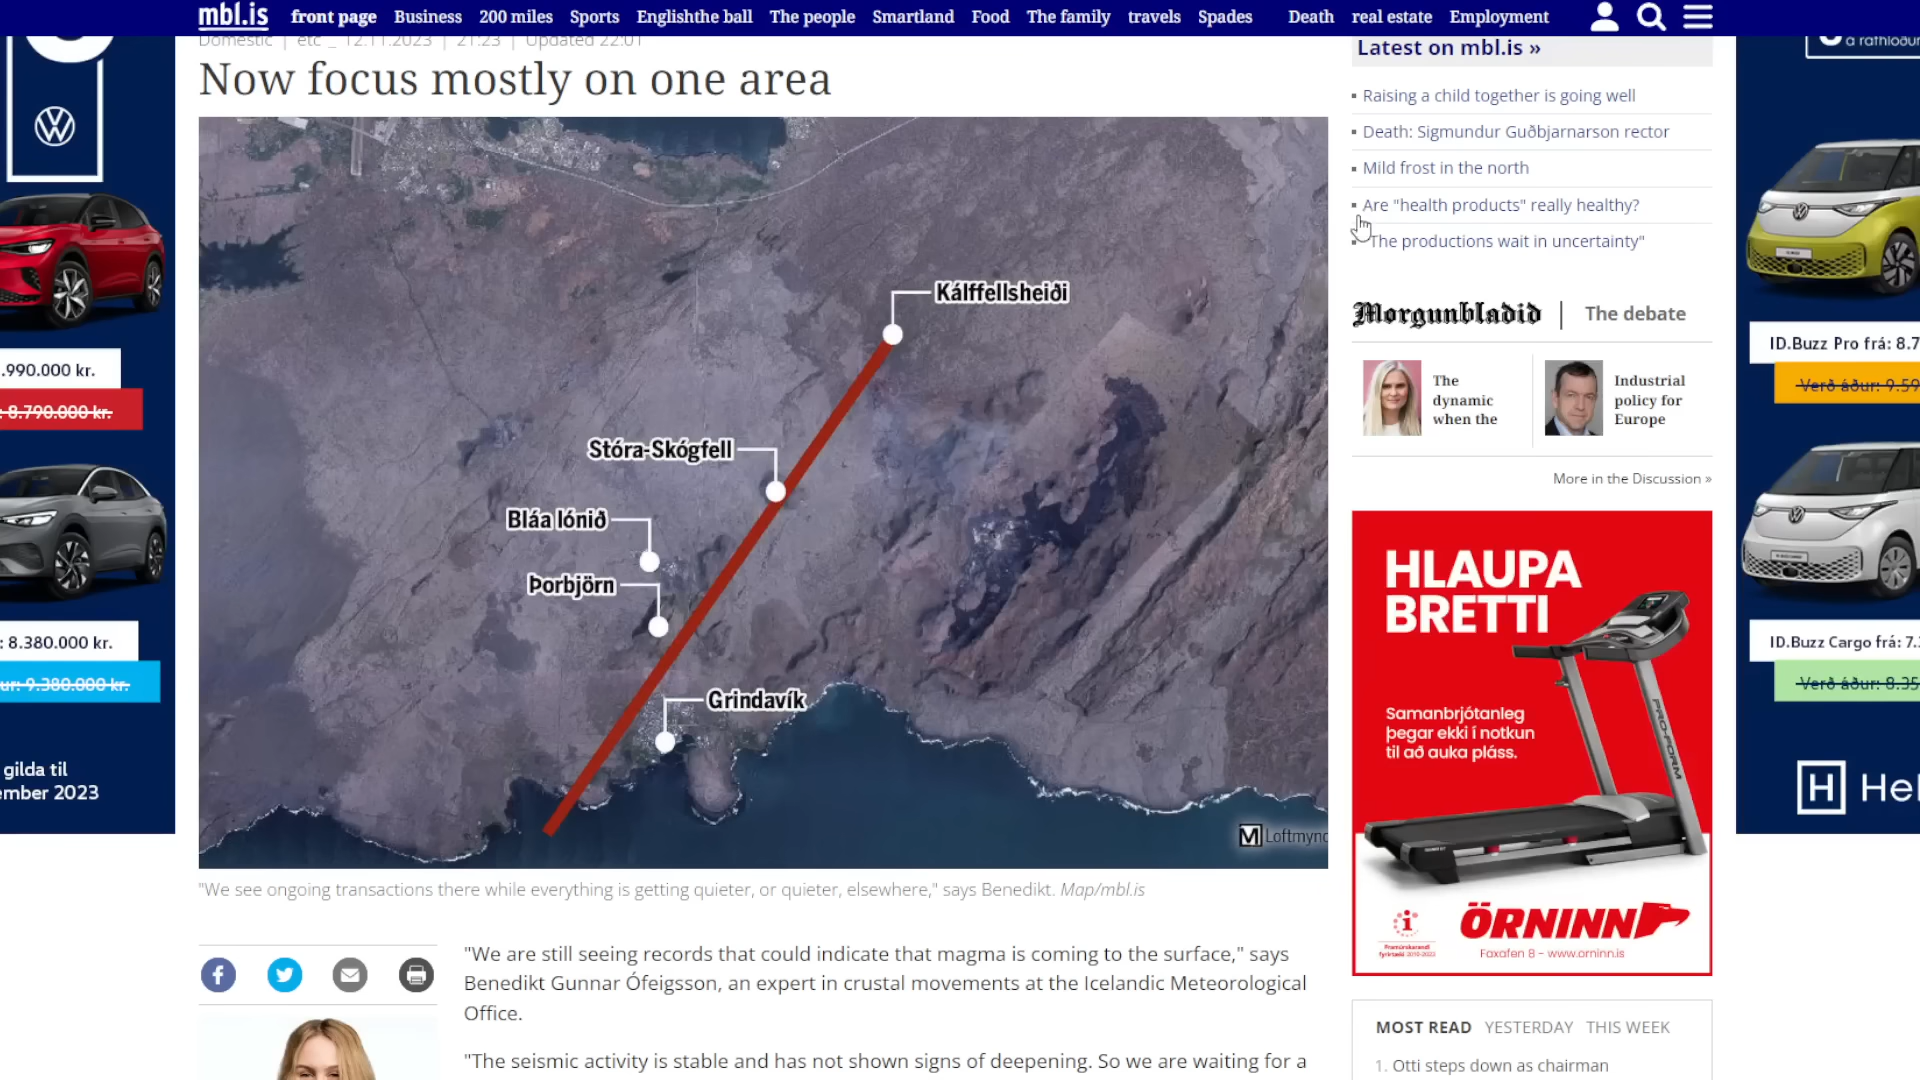 mbl.is front page Business 200 miles Sports Englishthe ball The people Smartland Food The family travels Spades Death real estate Employment
Domestic | etc _ 12.11.2023 | 21:23 | Updated 22:01
Now focus mostly on one area
Kálffellsheiði
Stóra-Skógfell
Bláa lónið
Þorbjörn
Grindavík
M Loftmynd
"We see ongoing transactions there while everything is getting quieter, or quieter, elsewhere," says Benedikt. Map/mbl.is
"We are still seeing records that could indicate that magma is coming to the surface," says
Benedikt Gunnar Ófeigsson, an expert in crustal movements at the Icelandic Meteorological
Office.
"The seismic activity is stable and has not shown signs of deepening. So we are waiting for a
Latest on mbl.is »
Raising a child together is going well
Death: Sigmundur Guðbjarnarson rector
Mild frost in the north
Are "health products" really healthy?
"The productions wait in uncertainty"
Morgunbladid | The debate
The
dynamic
when the
Industrial
policy for
Europe
More in the Discussion »
HLAUPA
BRETTI
Samanbrjótanleg
þegar ekki í notkun
til að auka pláss.
PRO-FORM
ÖRNINN
Faxafen 8 - www.orninn.is
MOST READ YESTERDAY THIS WEEK
1. Otti steps down as chairman
.990.000 kr.
: 8.790.000 kr.
: 8.380.000 kr.
ur: 9.380.000 kr.
gilda til
ember 2023
ID.Buzz Pro frá: 8.7
Verð áður: 9.59
ID.Buzz Cargo frá: 7.
Verð áður: 8.35
H Hel